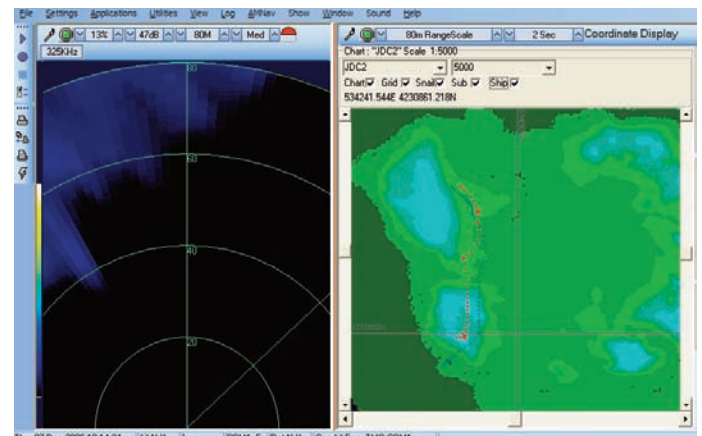 File Settings Applications Utilities View Log AMNav Show Window Sound Help
13% 47dB 80M Med
325KHz
80
60
40
20
80m RangeScale 2 Sec Coordinate Display
Chart : "JDC2" Scale 1:5000
JDC2 5000
Chart Grid Snail Sub Ship
534241.544E 4230861.218N